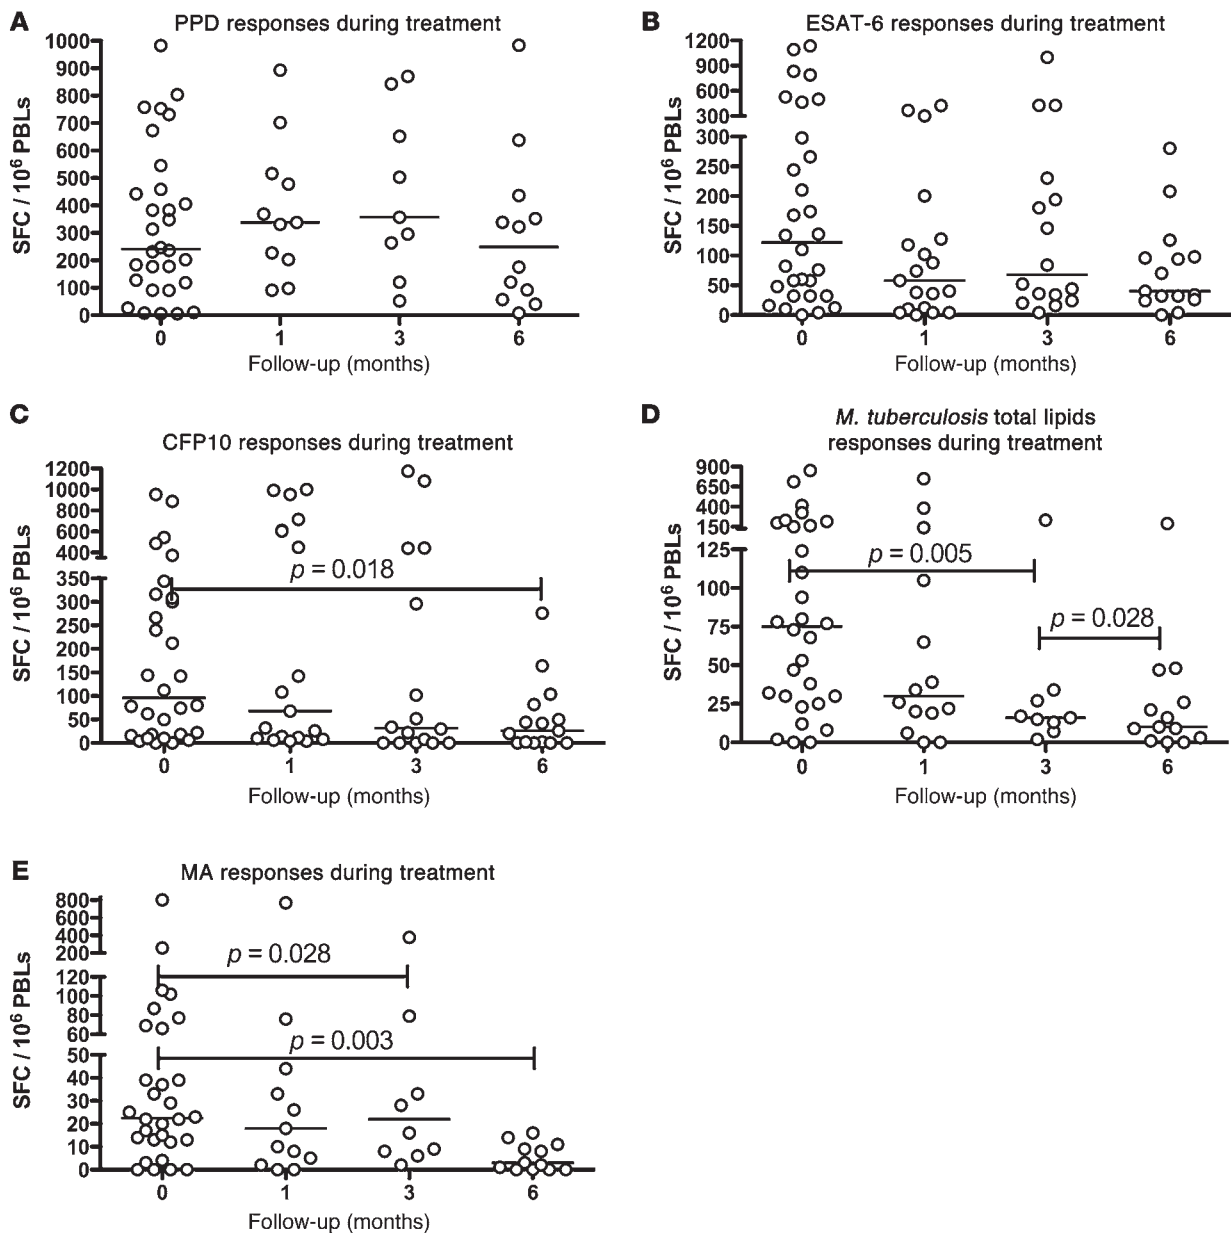 A
PPD responses during treatment
SFC / 10⁶ PBLs
1000
900
800
700
600
500
400
300
200
100
0
0 1 3 6
Follow-up (months)
B
ESAT-6 responses during treatment
SFC / 10⁶ PBLs
1200
900
600
300
300
250
200
150
100
50
0
0 1 3 6
Follow-up (months)
C
CFP10 responses during treatment
SFC / 10⁶ PBLs
1200
1000
800
600
400
350
300
250
200
150
100
50
0
p = 0.018
0 1 3 6
Follow-up (months)
D
M. tuberculosis total lipids
responses during treatment
SFC / 10⁶ PBLs
900
650
400
150
125
100
75
50
25
0
p = 0.005
p = 0.028
0 1 3 6
Follow-up (months)
E
MA responses during treatment
SFC / 10⁶ PBLs
800
600
400
200
120
100
80
60
50
40
30
20
10
0
p = 0.028
p = 0.003
0 1 3 6
Follow-up (months)